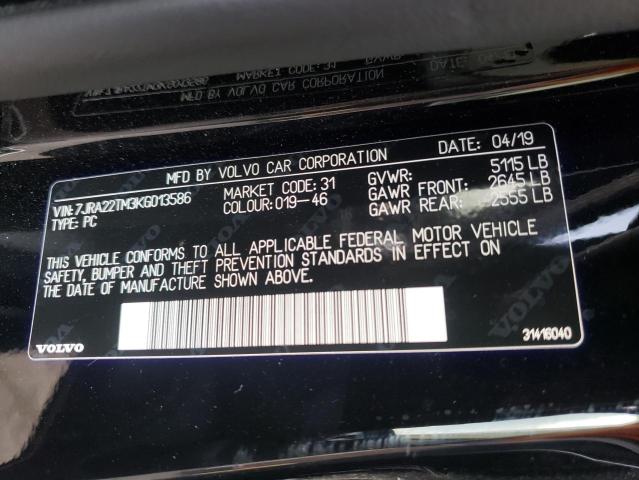 MFD BY VOLVO CAR CORPORATION
DATE: 04/19
VIN: 7JRA22TM3KG013586
TYPE: PC
MARKET CODE: 31
COLOUR: 019-46
GVWR: 5115 LB
GAWR FRONT: 2645 LB
GAWR REAR: 2555 LB
THIS VEHICLE CONFORMS TO ALL APPLICABLE FEDERAL MOTOR VEHICLE
SAFETY, BUMPER AND THEFT PREVENTION STANDARDS IN EFFECT ON
THE DATE OF MANUFACTURE SHOWN ABOVE.
VOLVO
31416040